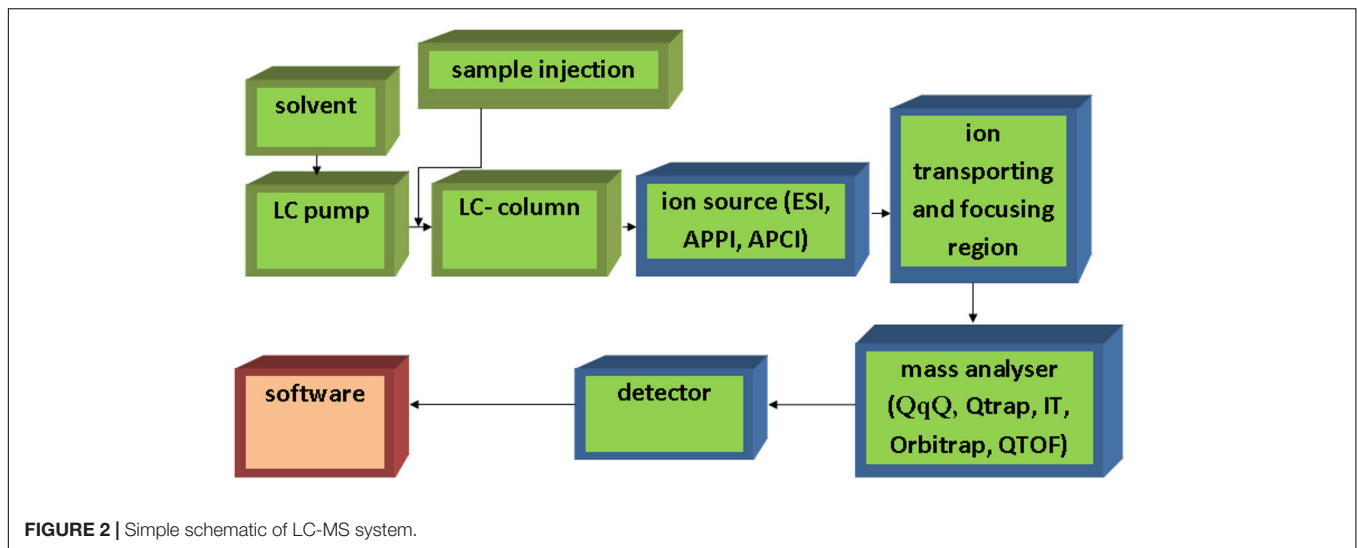 sample injection
solvent
LC pump
LC- column
ion source (ESI,
APPI, APCI)
ion
transporting
and focusing
region
mass analyser
(QqQ, Qtrap, IT,
Orbitrap, QTOF)
detector
software
FIGURE 2 | Simple schematic of LC-MS system.